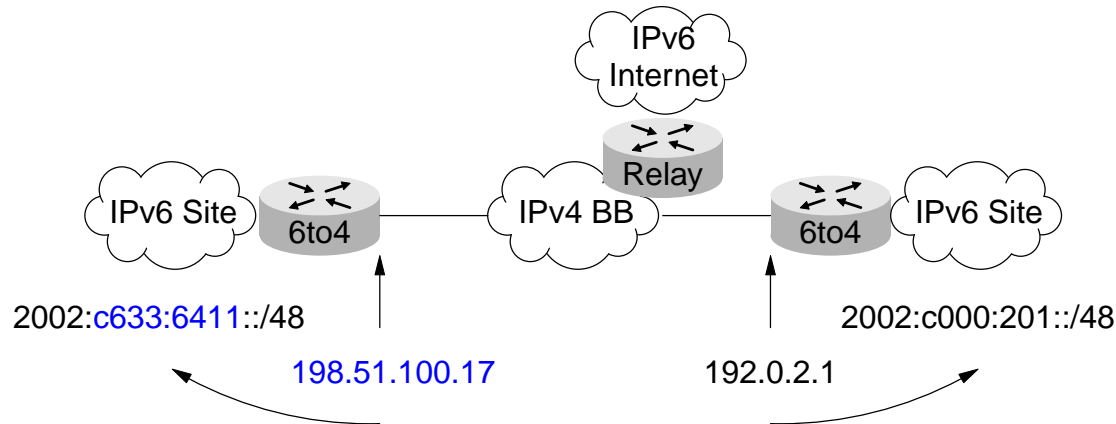 IPv6
Internet
Relay
IPv6 Site
6to4
IPv4 BB
6to4
IPv6 Site
2002:c633:6411::/48
2002:c000:201::/48
198.51.100.17
192.0.2.1